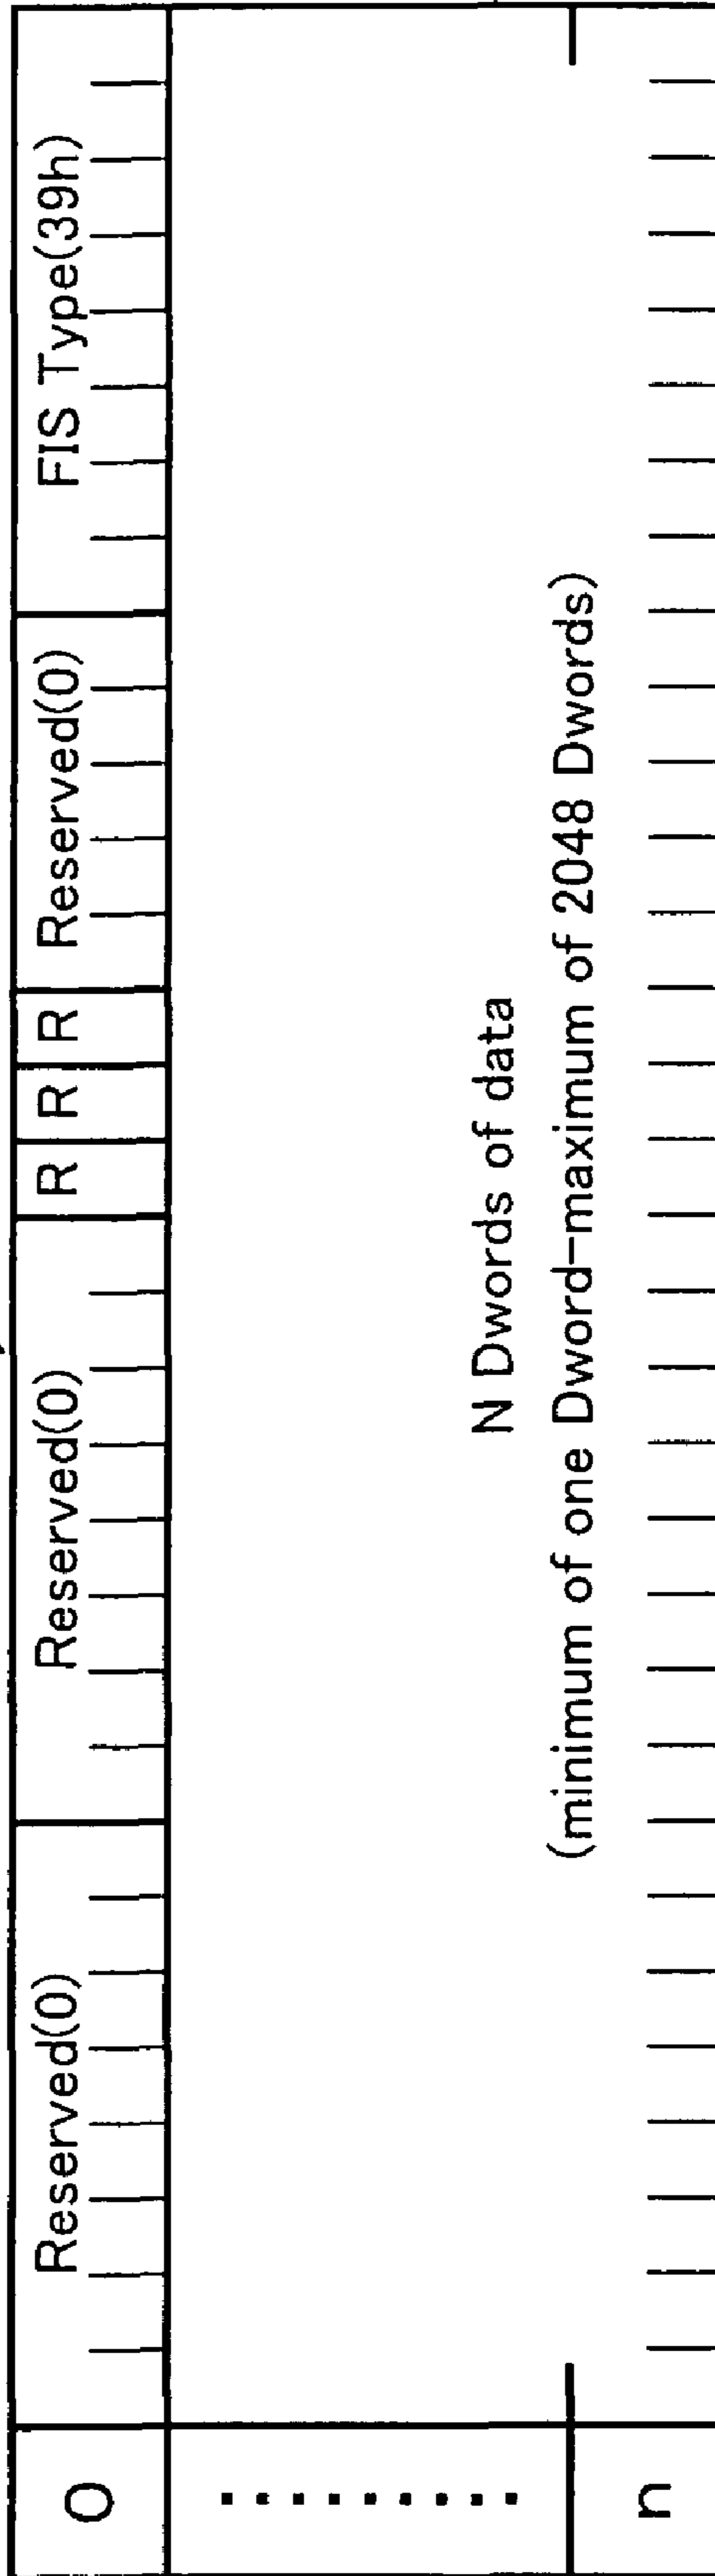 0 Reserved(0) Reserved(0) R R R Reserved(0) FIS Type(39h)
N Dwords of data
(minimum of one Dword-maximum of 2048 Dwords)
n